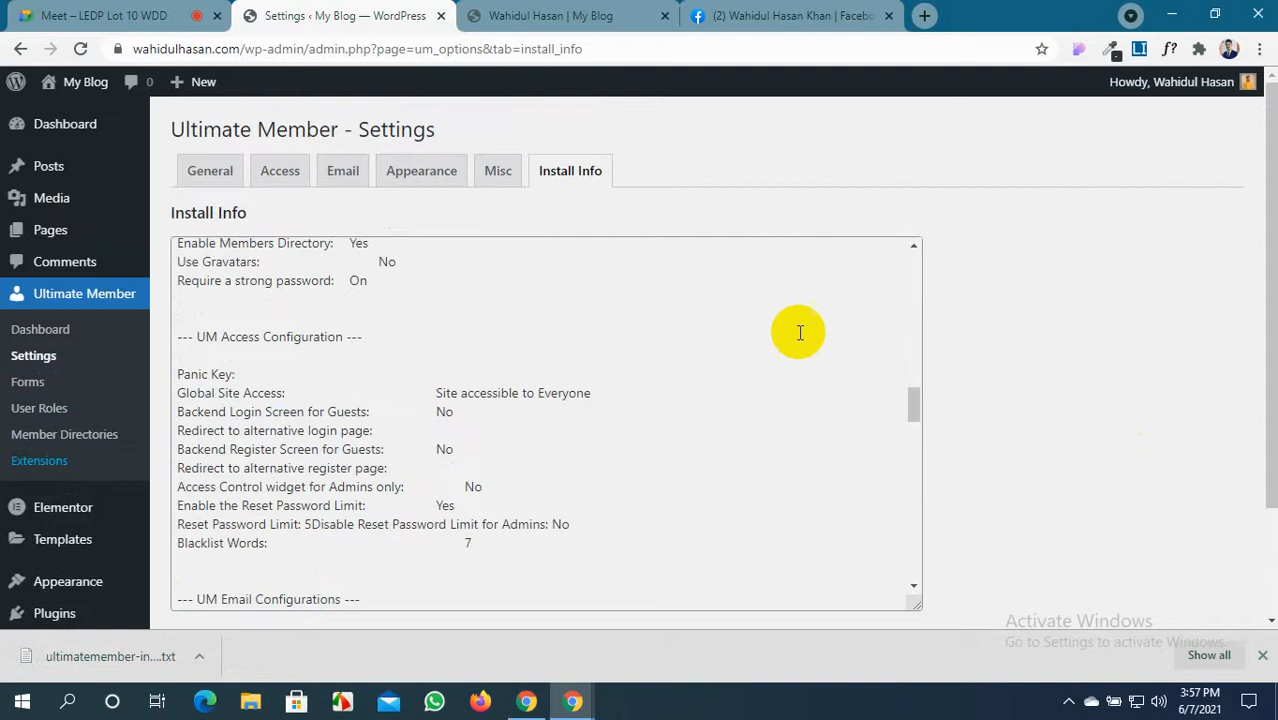 Meet – LEDP Lot 10 WDD
Settings ‹ My Blog — WordPress
Wahidul Hasan | My Blog
(2) Wahidul Hasan Khan | Facebo
wahidulhasan.com/wp-admin/admin.php?page=um_options&tab=install_info
My Blog
0
New
Howdy, Wahidul Hasan
Dashboard
Posts
Media
Pages
Comments
Ultimate Member
Dashboard
Settings
Forms
User Roles
Member Directories
Extensions
Elementor
Templates
Appearance
Plugins
Ultimate Member - Settings
General
Access
Email
Appearance
Misc
Install Info
Install Info
Enable Members Directory: Yes
Use Gravatars: No
Require a strong password: On
--- UM Access Configuration ---
Panic Key:
Global Site Access: Site accessible to Everyone
Backend Login Screen for Guests: No
Redirect to alternative login page:
Backend Register Screen for Guests: No
Redirect to alternative register page:
Access Control widget for Admins only: No
Enable the Reset Password Limit: Yes
Reset Password Limit: 5Disable Reset Password Limit for Admins: No
Blacklist Words: 7
--- UM Email Configurations ---
Activate Windows
Go to Settings to activate Windows.
ultimatemember-in....txt
Show all
3:57 PM
6/7/2021